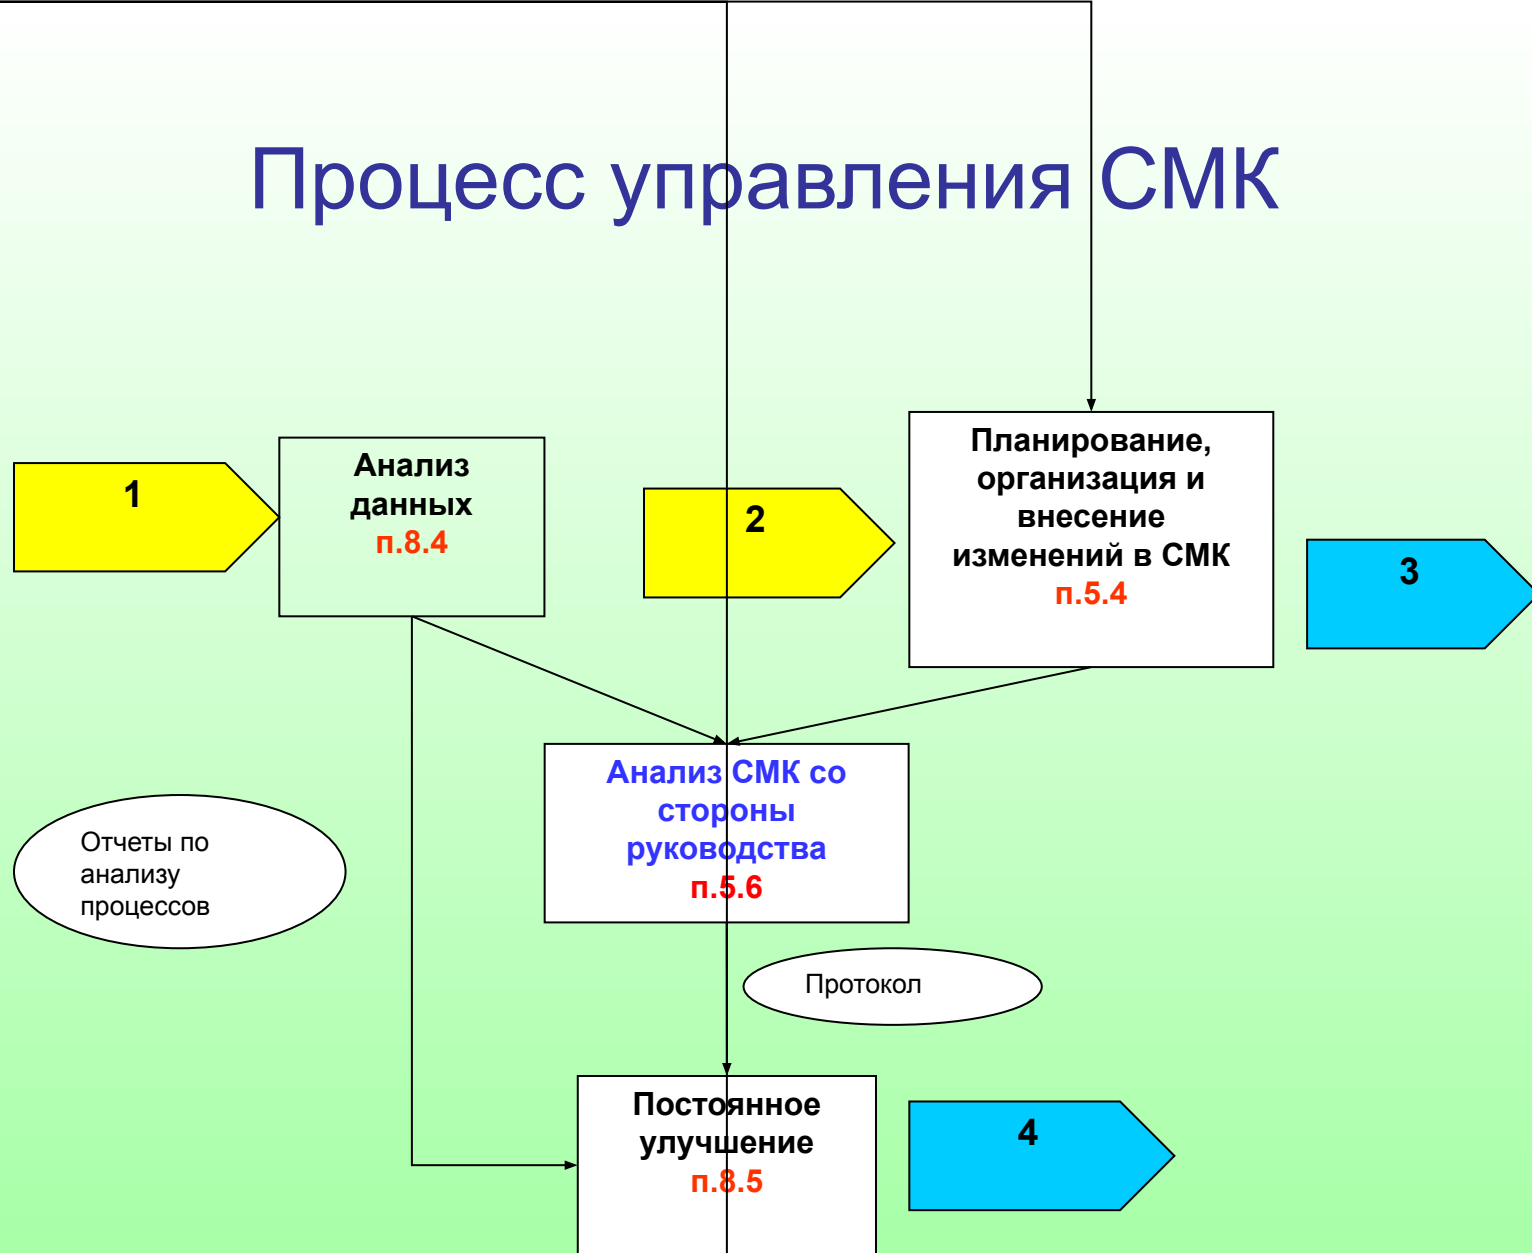 Процесс управления СМК
1
Анализ
данных
п.8.4
2
Планирование,
организация и
внесение
изменений в СМК
п.5.4
3
Анализ СМК со
стороны
руководства
п.5.6
Отчеты по
анализу
процессов
Протокол
Постоянное
улучшение
п.8.5
4